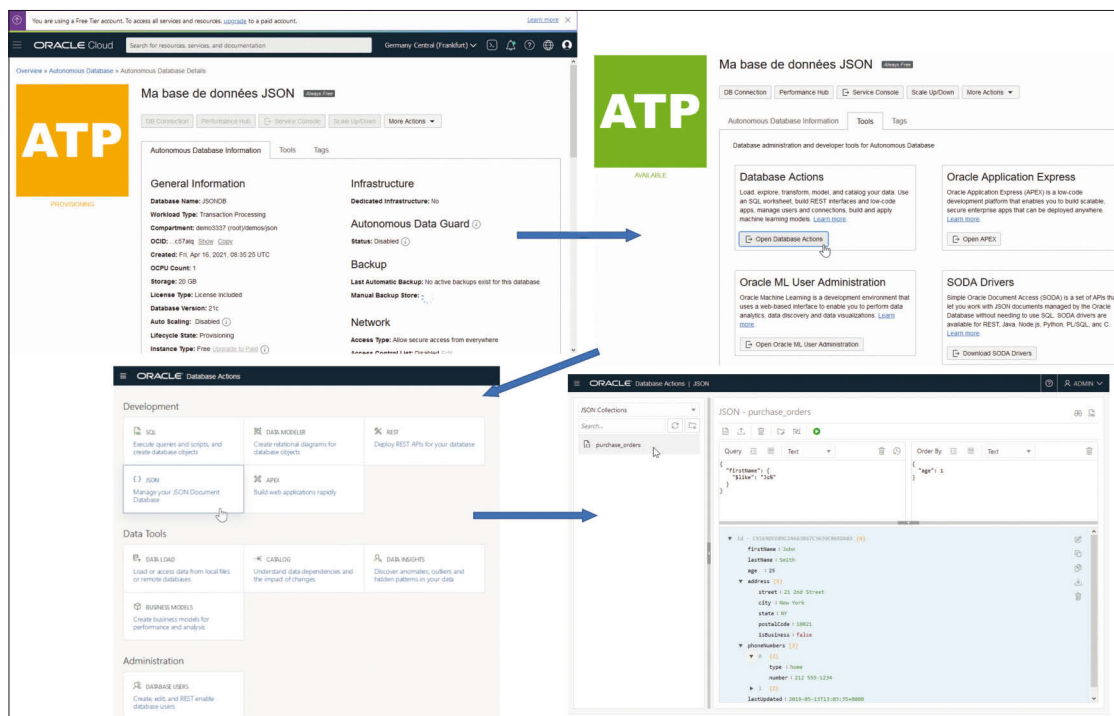 You are using a Free Tier account. To access all services and resources, upgrade to a paid account.
Learn more
ORACLE Cloud
Search for resources, services, and documentation
Germany Central (Frankfurt)
Overview » Autonomous Database » Autonomous Database Details
ATP
PROVISIONING
Ma base de données JSON
Always Free
DB Connection
Performance Hub
Service Console
Scale Up/Down
More Actions
Autonomous Database Information
Tools
Tags
General Information
Database Name: JSONDB
Workload Type: Transaction Processing
Compartment: demo3337 (root)/demos/json
OCID: ...c57alq Show Copy
Created: Fri, Apr 16, 2021, 08:35:25 UTC
OCPU Count: 1
Storage: 20 GB
License Type: License included
Database Version: 21c
Auto Scaling: Disabled
Lifecycle State: Provisioning
Instance Type: Free Upgrade to Paid
Infrastructure
Dedicated Infrastructure: No
Autonomous Data Guard
Status: Disabled
Backup
Last Automatic Backup: No active backups exist for this database.
Manual Backup Store:
Network
Access Type: Allow secure access from everywhere
Access Control List: Disabled Edit
ATP
AVAILABLE
Ma base de données JSON
Always Free
DB Connection
Performance Hub
Service Console
Scale Up/Down
More Actions
Autonomous Database Information
Tools
Tags
Database administration and developer tools for Autonomous Database
Database Actions
Load, explore, transform, model, and catalog your data. Use
an SQL worksheet, build REST interfaces and low-code
apps, manage users and connections, build and apply
machine learning models. Learn more.
Open Database Actions
Oracle Application Express
Oracle Application Express (APEX) is a low-code
development platform that enables you to build scalable,
secure enterprise apps that can be deployed anywhere.
Learn more.
Open APEX
Oracle ML User Administration
Oracle Machine Learning is a development environment that
uses a web-based interface to enable you to perform data
analytics, data discovery and data visualizations. Learn
more.
Open Oracle ML User Administration
SODA Drivers
Simple Oracle Document Access (SODA) is a set of APIs tha
let you work with JSON documents managed by the Oracle
Database without needing to use SQL. SODA drivers are
available for REST, Java, Node.js, Python, PL/SQL, anc C.
Learn more.
Download SODA Drivers
ORACLE Database Actions
Development
SQL
Execute queries and scripts, and
create database objects
DATA MODELER
Create relational diagrams for
database objects
REST
Deploy REST APIs for your database
JSON
Manage your JSON Document
Database
APEX
Build web applications rapidly
Data Tools
DATA LOAD
Load or access data from local files
or remote databases
CATALOG
Understand data dependencies and
the impact of changes
DATA INSIGHTS
Discover anomalies, outliers and
hidden patterns in your data
BUSINESS MODELS
Create business models for
performance and analysis
Administration
DATABASE USERS
Create, edit, and REST enable
database users
ORACLE Database Actions | JSON
ADMIN
JSON Collections
Search...
purchase_orders
JSON - purchase_orders
Query
Text
Order By
Text
{
"firstName": {
"$like": "Jo%"
}
}
{
"age": 1
}
firstName : John
lastName : Smith
age : 25
address {5}
street : 21 2nd Street
city : New York
state : NY
postalCode : 10021
isBusiness : false
phoneNumbers [2]
0 {2}
type : home
number : 212 555-1234
1 {2}
lastUpdated : 2019-05-13T13:03:35+0000